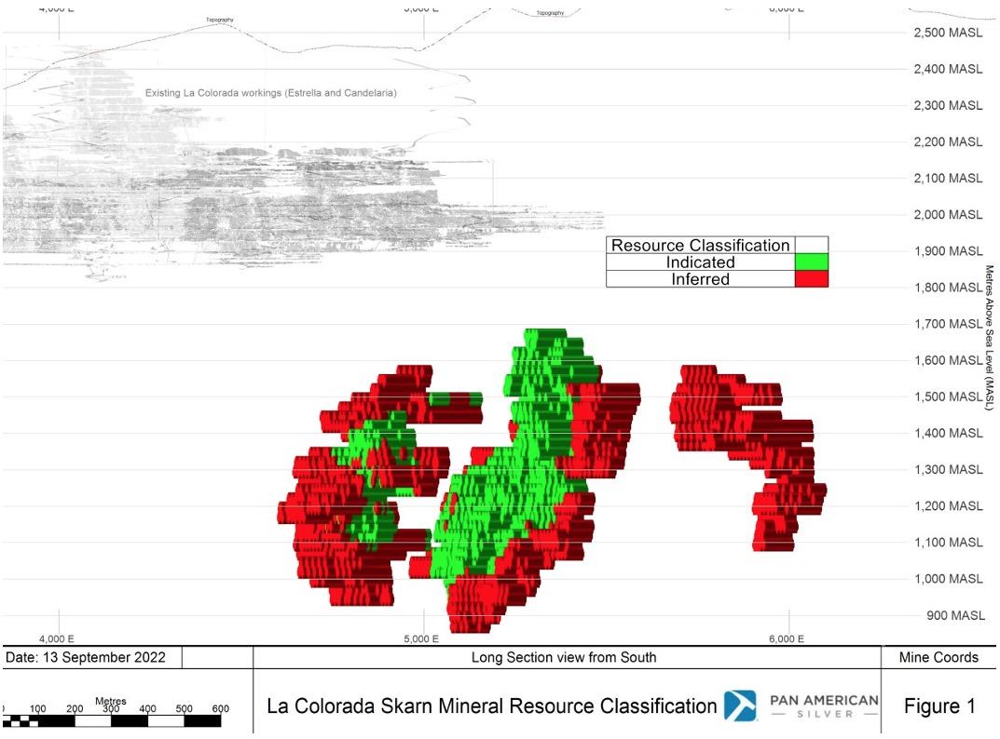 4,000 E 5,000 E 6,000 E
Topography Topography
2,500 MASL
2,400 MASL
Existing La Colorada workings (Estrella and Candelaria)
2,300 MASL
2,200 MASL
2,100 MASL
2,000 MASL
Resource Classification
1,900 MASL
Indicated
Inferred
1,800 MASL
Metres Above Sea Level (MASL)
1,700 MASL
1,600 MASL
1,500 MASL
1,400 MASL
1,300 MASL
1,200 MASL
1,100 MASL
1,000 MASL
900 MASL
4,000 E 5,000 E 6,000 E
Date: 13 September 2022 Long Section view from South Mine Coords
Metres
0 100 200 300 400 500 600
La Colorada Skarn Mineral Resource Classification
PAN AMERICAN
SILVER
Figure 1